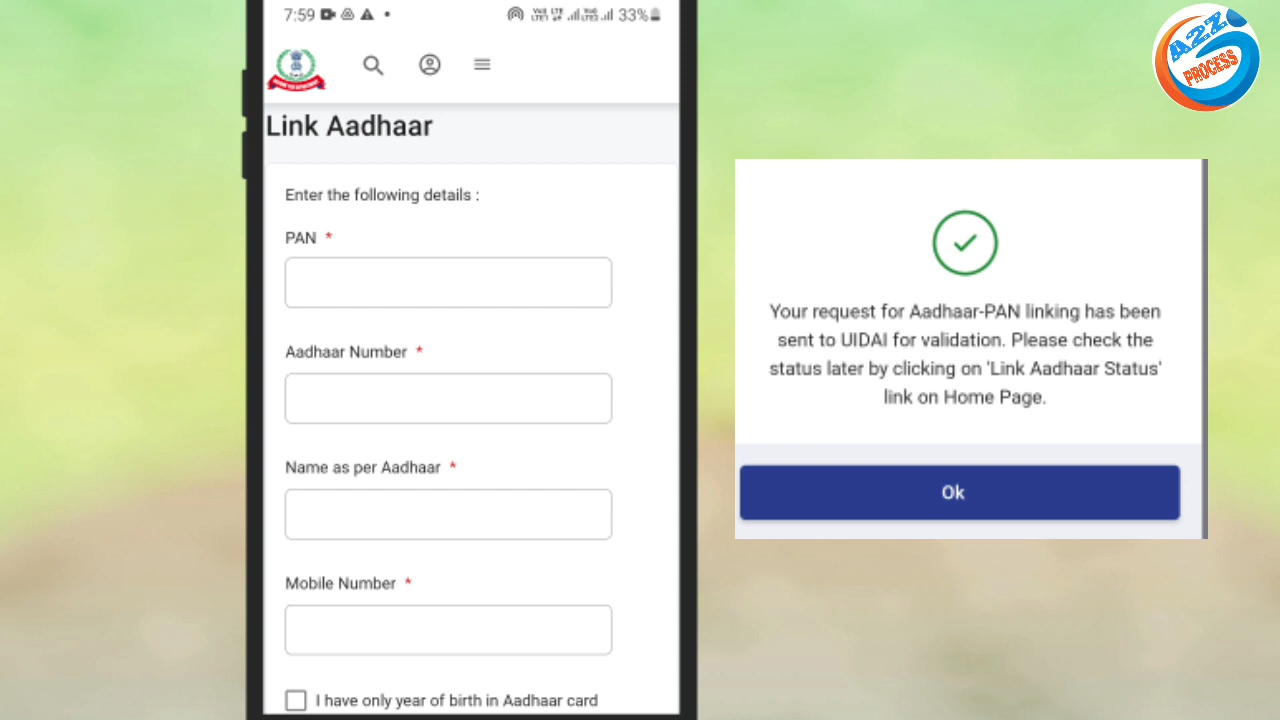 7:59
33%
Link Aadhaar
Enter the following details :
PAN *
Aadhaar Number *
Name as per Aadhaar *
Mobile Number *
I have only year of birth in Aadhaar card
A2Z
PROCESS
Your request for Aadhaar-PAN linking has been
sent to UIDAI for validation. Please check the
status later by clicking on 'Link Aadhaar Status'
link on Home Page.
Ok